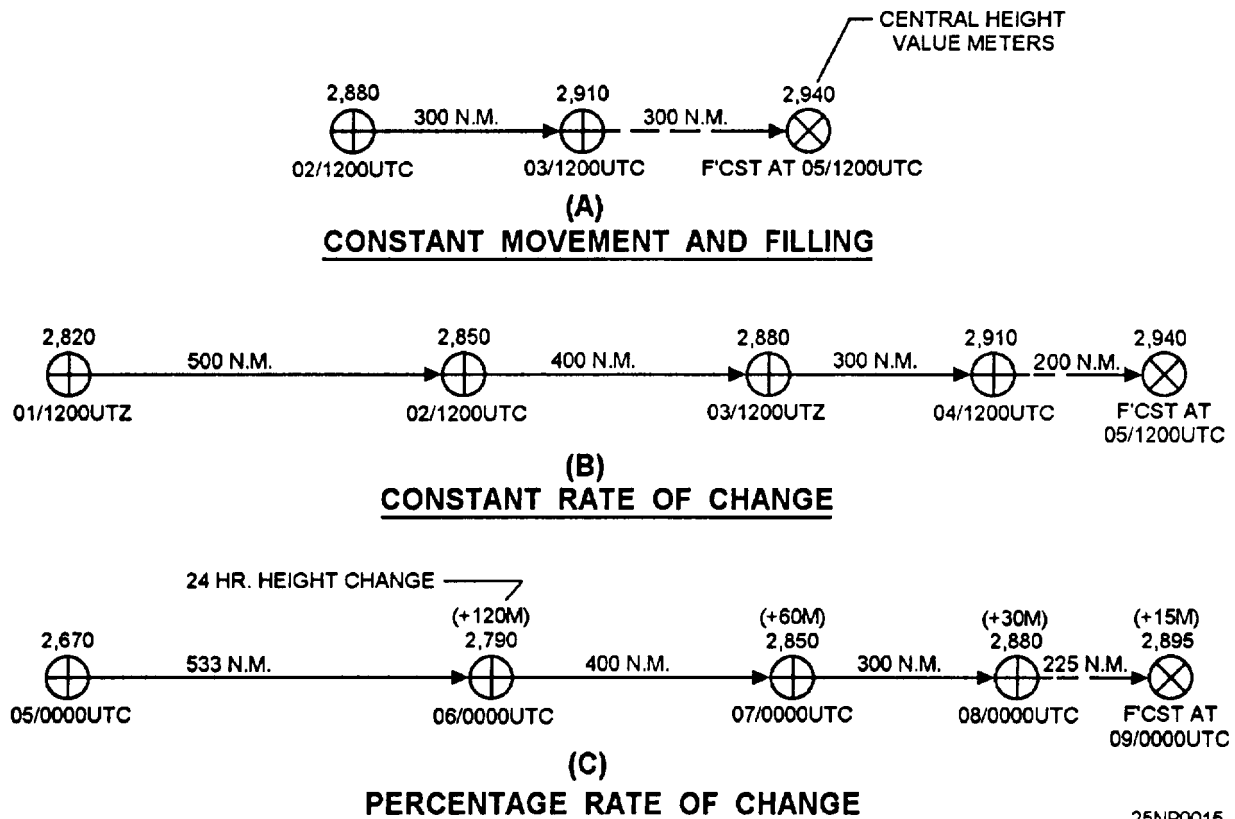 CENTRAL HEIGHT
VALUE METERS
2,880
300 N.M.
2,910
300 N.M.
2,940
02/1200UTC
03/1200UTC
F'CST AT 05/1200UTC
(A)
CONSTANT MOVEMENT AND FILLING
2,820
500 N.M.
2,850
400 N.M.
2,880
300 N.M.
2,910
200 N.M.
2,940
01/1200UTZ
02/1200UTC
03/1200UTZ
04/1200UTC
F'CST AT
05/1200UTC
(B)
CONSTANT RATE OF CHANGE
24 HR. HEIGHT CHANGE
(+120M)
(+60M)
(+30M)
(+15M)
2,670
533 N.M.
2,790
400 N.M.
2,850
300 N.M.
2,880
225 N.M.
2,895
05/0000UTC
06/0000UTC
07/0000UTC
08/0000UTC
F'CST AT
09/0000UTC
(C)
PERCENTAGE RATE OF CHANGE
25NP0015